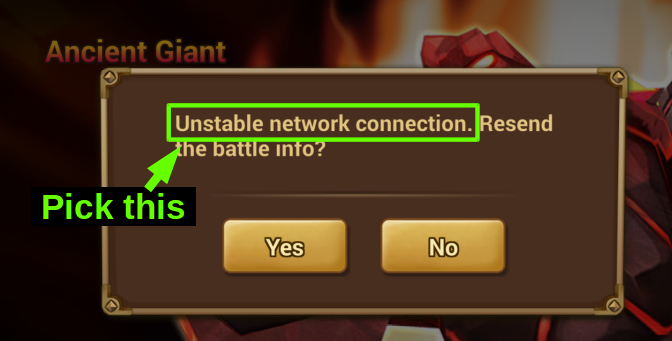 Ancient Giant
Unstable network connection. Resend
the battle info?
Pick this
Yes
No